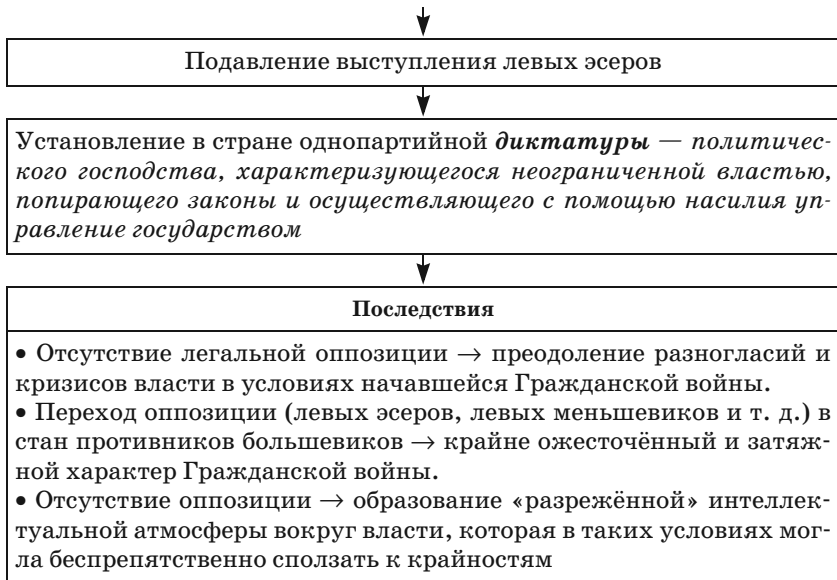 Подавление выступления левых эсеров
Установление в стране однопартийной диктатуры — политичес-
кого господства, характеризующегося неограниченной властью,
попирающего законы и осуществляющего с помощью насилия уп-
равление государством
Последствия
• Отсутствие легальной оппозиции → преодоление разногласий и
кризисов власти в условиях начавшейся Гражданской войны.
• Переход оппозиции (левых эсеров, левых меньшевиков и т. д.) в
стан противников большевиков → крайне ожесточённый и затяж-
ной характер Гражданской войны.
• Отсутствие оппозиции → образование «разрежённой» интеллек-
туальной атмосферы вокруг власти, которая в таких условиях мог-
ла беспрепятственно сползать к крайностям